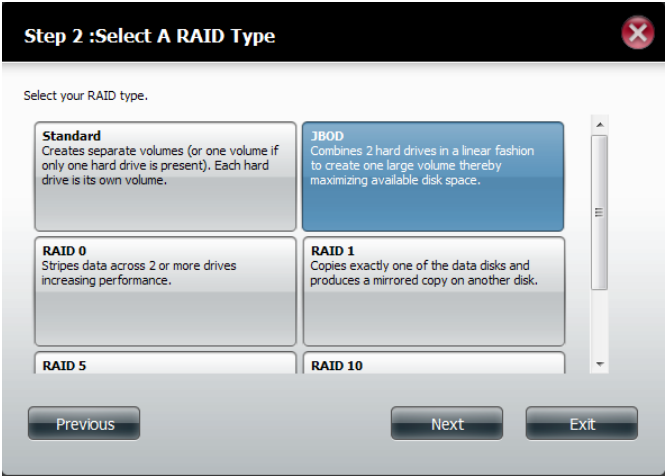 Step 2 :Select A RAID Type
Select your RAID type.
Standard
Creates separate volumes (or one volume if
only one hard drive is present). Each hard
drive is its own volume.
JBOD
Combines 2 hard drives in a linear fashion
to create one large volume thereby
maximizing available disk space.
RAID 0
Stripes data across 2 or more drives
increasing performance.
RAID 1
Copies exactly one of the data disks and
produces a mirrored copy on another disk.
RAID 5
RAID 10
Previous
Next
Exit